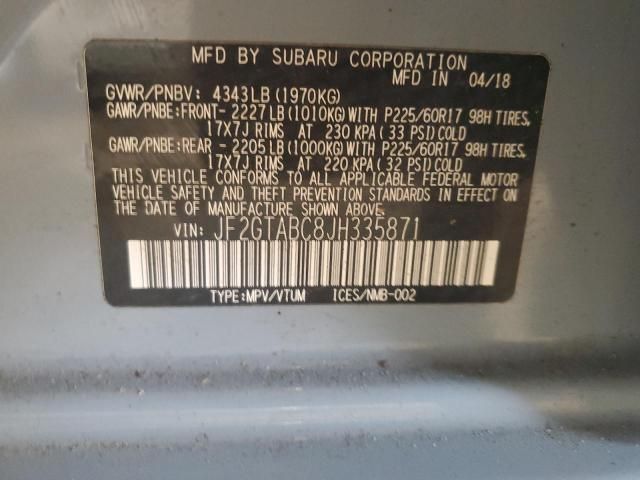 MFD BY SUBARU CORPORATION
MFD IN 04/18
GVWR/PNBV: 4343LB (1970KG)
GAWR/PNBE:FRONT- 2227LB (1010KG) WITH P225/60R17 98H TIRES,
17X7J RIMS AT 230 KPA (33 PSI) COLD
GAWR/PNBE:REAR - 2205LB (1000KG) WITH P225/60R17 98H TIRES,
17X7J RIMS AT 220 KPA (32 PSI) COLD
THIS VEHICLE CONFORMS TO ALL APPLICABLE FEDERAL MOTOR
VEHICLE SAFETY AND THEFT PREVENTION STANDARDS IN EFFECT ON
THE DATE OF MANUFACTURE SHOWN ABOVE.
VIN: JF2GTABC8JH335871
TYPE:MPV/VTUM ICES/NMB-002